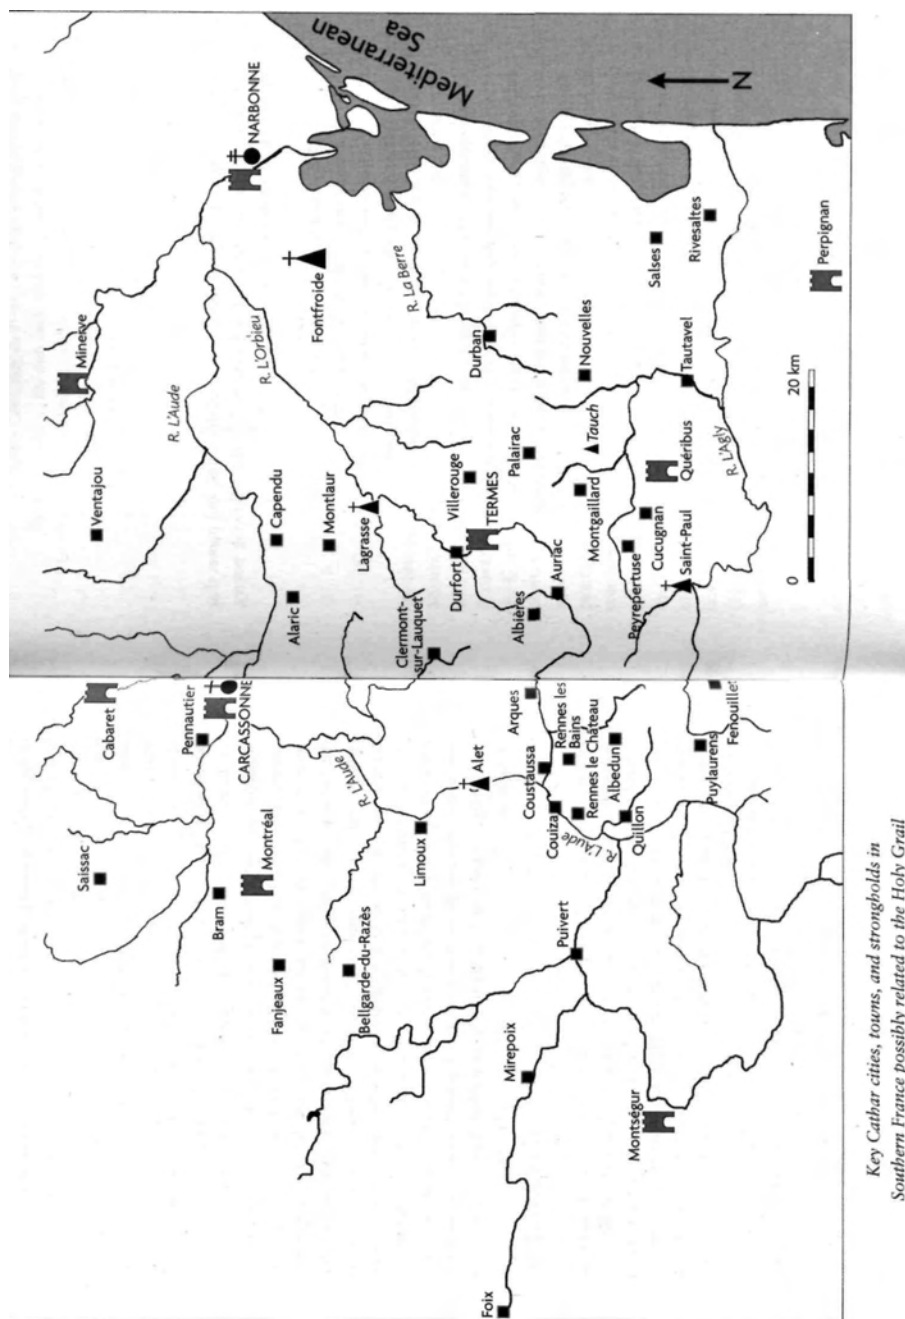 Saissac
Cabaret
Ventajou
Minerve
Pennautier
Bram
CARCASSONNE
Montréal
R. L'Aude
NARBONNE
Mediterranean
Sea
Fanjeaux
Alaric
Capendu
R. L'Orbieu
Montlaur
Fontfroide
Bellgarde-du-Razès
R. L'Aude
Lagrasse
Limoux
Clermont-
sur-Lauquet
R. La Berre
Alet
Durfort
Villerouge
TERMES
Durban
Foix
Mirepoix
Arques
Albières
Auriac
Palairac
Coustaussa
Couiza
Rennes les
Bains
Rennes le Château
Puivert
R. L'Aude
Albedun
Montgaillard
Tauch
Nouvelles
Quillon
Peyrepertuse
Cucugnan
Quéribus
Salses
Montségur
Saint-Paul
Tautavel
Rivesaltes
Puylaurens
Fenouillet
R. L'Agly
N
0
20 km
Perpignan
Key Cathar cities, towns, and strongholds in
Southern France possibly related to the Holy Grail